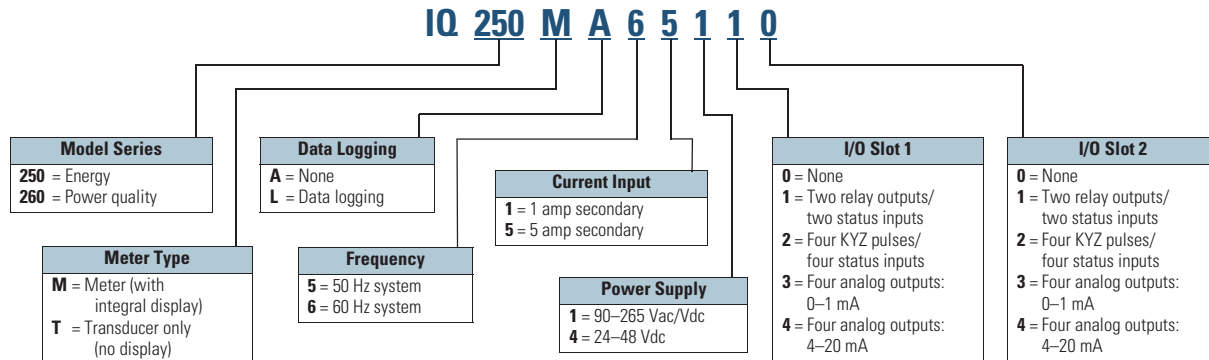 IQ 250 M A 6 5 1 1 0
Model Series
250 = Energy
260 = Power quality
Data Logging
A = None
L = Data logging
Current Input
1 = 1 amp secondary
5 = 5 amp secondary
I/O Slot 1
0 = None
1 = Two relay outputs/
two status inputs
2 = Four KYZ pulses/
four status inputs
3 = Four analog outputs:
0–1 mA
4 = Four analog outputs:
4–20 mA
I/O Slot 2
0 = None
1 = Two relay outputs/
two status inputs
2 = Four KYZ pulses/
four status inputs
3 = Four analog outputs:
0–1 mA
4 = Four analog outputs:
4–20 mA
Meter Type
M = Meter (with
integral display)
T = Transducer only
(no display)
Frequency
5 = 50 Hz system
6 = 60 Hz system
Power Supply
1 = 90–265 Vac/Vdc
4 = 24–48 Vdc